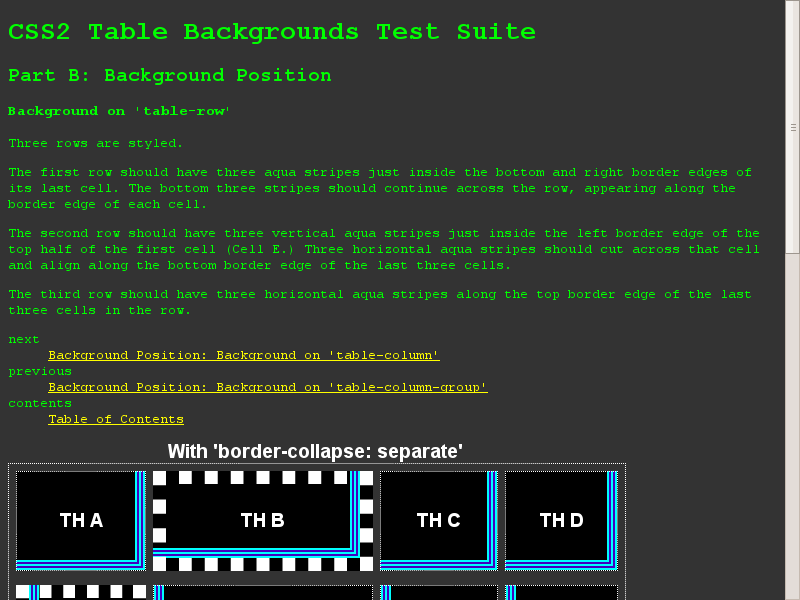 CSS2 Table Backgrounds Test Suite
Part B: Background Position
Background on 'table-row'
Three rows are styled.
The first row should have three aqua stripes just inside the bottom and right border edges of
its last cell. The bottom three stripes should continue across the row, appearing along the
border edge of each cell.
The second row should have three vertical aqua stripes just inside the left border edge of the
top half of the first cell (Cell E.) Three horizontal aqua stripes should cut across that cell
and align along the bottom border edge of the last three cells.
The third row should have three horizontal aqua stripes along the top border edge of the last
three cells in the row.
next
Background Position: Background on 'table-column'
previous
Background Position: Background on 'table-column-group'
contents
Table of Contents
With 'border-collapse: separate'
TH A TH B TH C TH D